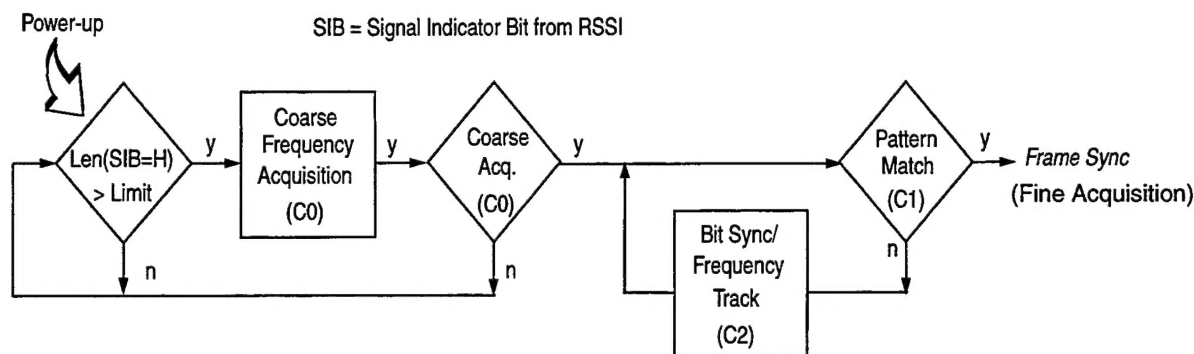 Power-up
SIB = Signal Indicator Bit from RSSI
Len(SIB=H)
> Limit
y
n
Coarse
Frequency
Acquisition
(C0)
y
Coarse
Acq.
(C0)
y
n
Pattern
Match
(C1)
y
n
Frame Sync
(Fine Acquisition)
Bit Sync/
Frequency
Track
(C2)